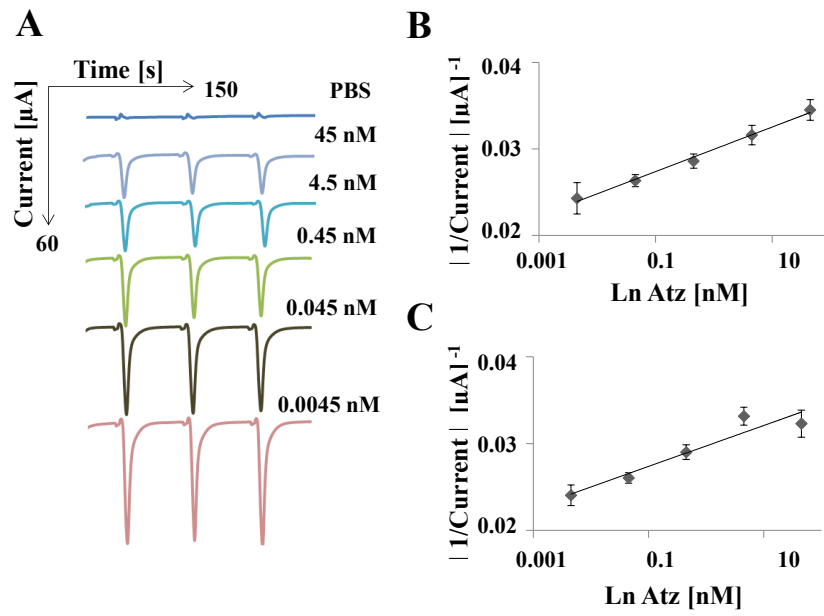 A
Time [s]
150
Current [µA]
60
PBS
45 nM
4.5 nM
0.45 nM
0.045 nM
0.0045 nM
B
| 1/Current | [µA]⁻¹
0.04
0.03
0.02
0.001
0.1
10
Ln Atz [nM]
C
| 1/Current | [µA]⁻¹
0.04
0.03
0.02
0.001
0.1
10
Ln Atz [nM]